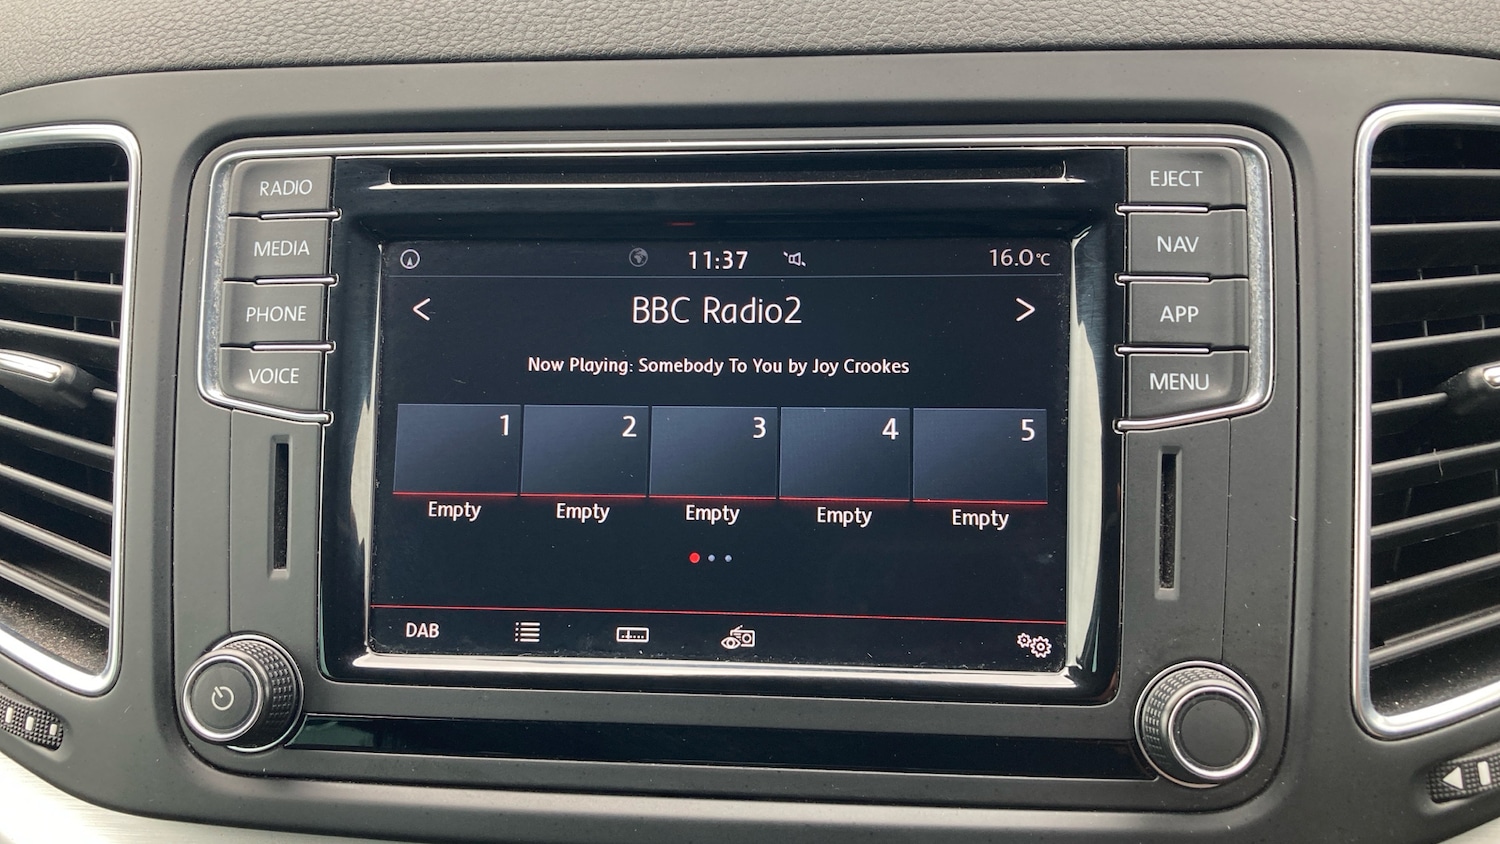 RADIO
MEDIA
PHONE
VOICE
EJECT
NAV
APP
MENU
11:37
16.0°C
< BBC Radio2 >
Now Playing: Somebody To You by Joy Crookes
1 2 3 4 5
Empty Empty Empty Empty Empty
DAB